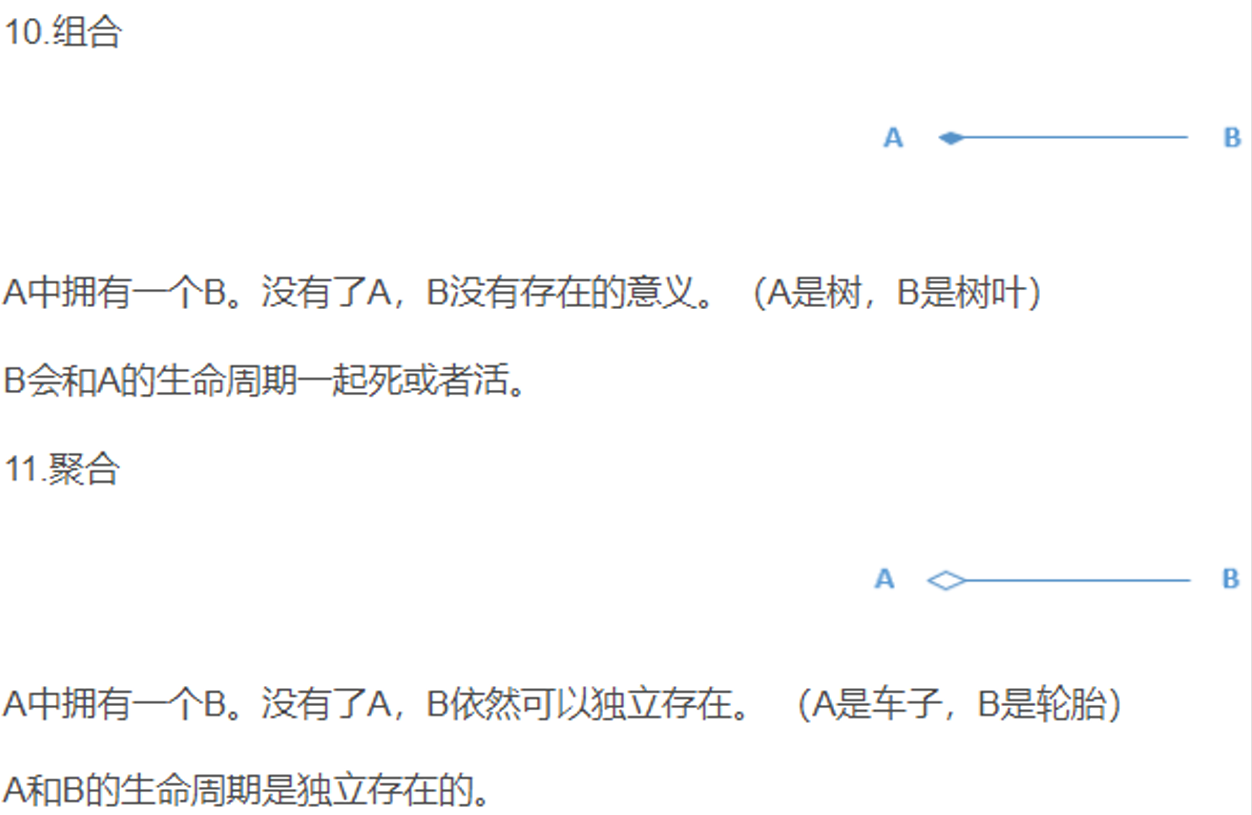 10.组合
A B
A中拥有一个B。没有了A，B没有存在的意义。（A是树，B是树叶）
B会和A的生命周期一起死或者活。
11.聚合
A B
A中拥有一个B。没有了A，B依然可以独立存在。（A是车子，B是轮胎）
A和B的生命周期是独立存在的。